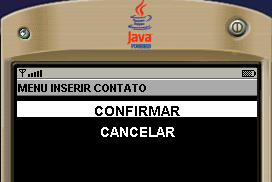 Java
POWERED
MENU INSERIR CONTATO
CONFIRMAR
CANCELAR